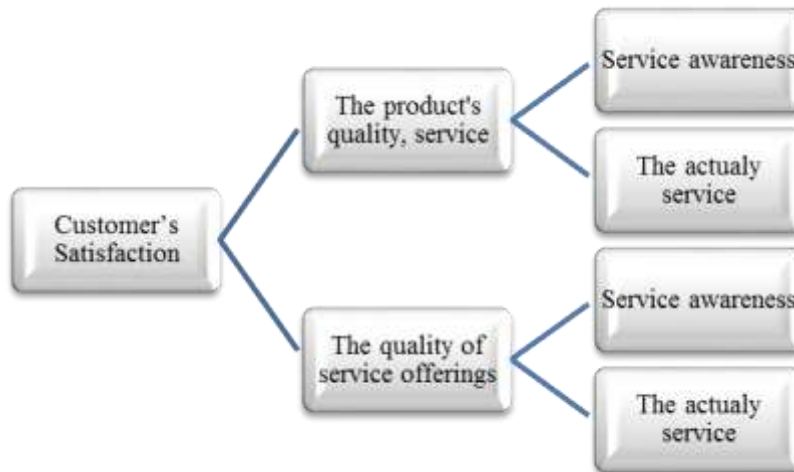 Customer’s
Satisfaction
The product's
quality, service
Service awareness
The actualy
service
The quality of
service offerings
Service awareness
The actualy
service